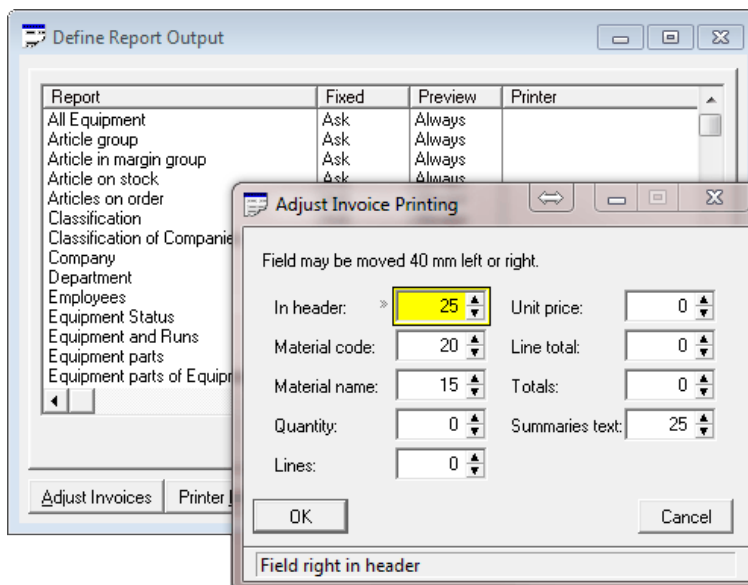 Define Report Output
Report Fixed Preview Printer
All Equipment Ask Always
Article group Ask Always
Article in margin group Ask Always
Article on stock Ask Always
Articles on order
Classification
Classification of Companie
Company
Department
Employees
Equipment Status
Equipment and Runs
Equipment parts
Equipment parts of Equipr
Adjust Invoices Printer
Adjust Invoice Printing
Field may be moved 40 mm left or right.
In header: » 25 Unit price: 0
Material code: 20 Line total: 0
Material name: 15 Totals: 0
Quantity: 0 Summaries text: 25
Lines: 0
OK Cancel
Field right in header